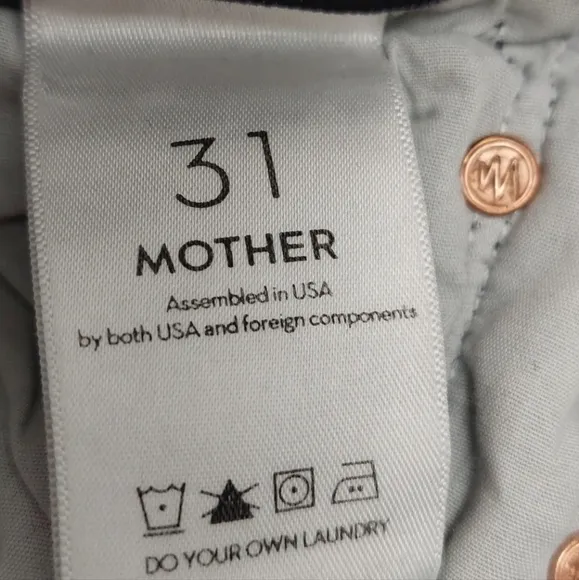 31
MOTHER
Assembled in USA
by both USA and foreign components
DO YOUR OWN LAUNDRY
M